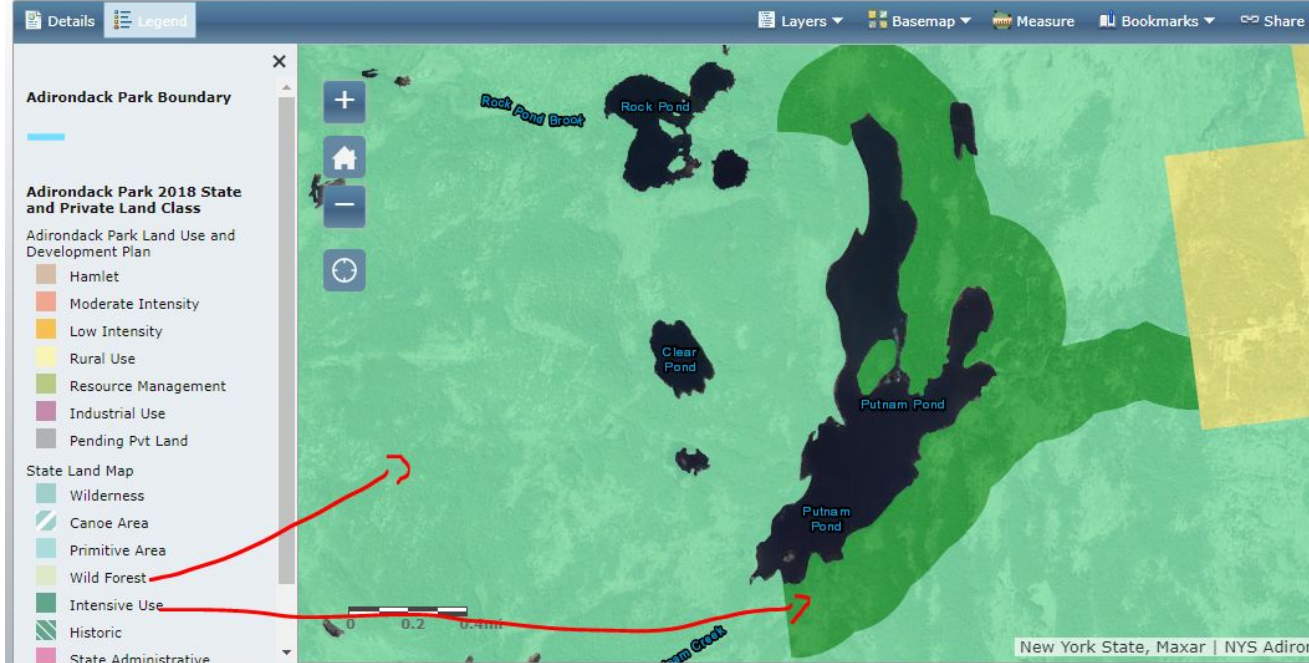 Details
Legend
Layers
Basemap
Measure
Bookmarks
Share
Adirondack Park Boundary
Adirondack Park 2018 State
and Private Land Class
Adirondack Park Land Use and
Development Plan
Hamlet
Moderate Intensity
Low Intensity
Rural Use
Resource Management
Industrial Use
Pending Pvt Land
State Land Map
Wilderness
Canoe Area
Primitive Area
Wild Forest
Intensive Use
Historic
State Administrative
Rock Pond Brook
Rock Pond
Clear
Pond
Putnam Pond
Putnam
Pond
0 0.2 0.4mi
Creek
New York State, Maxar | NYS Adiron